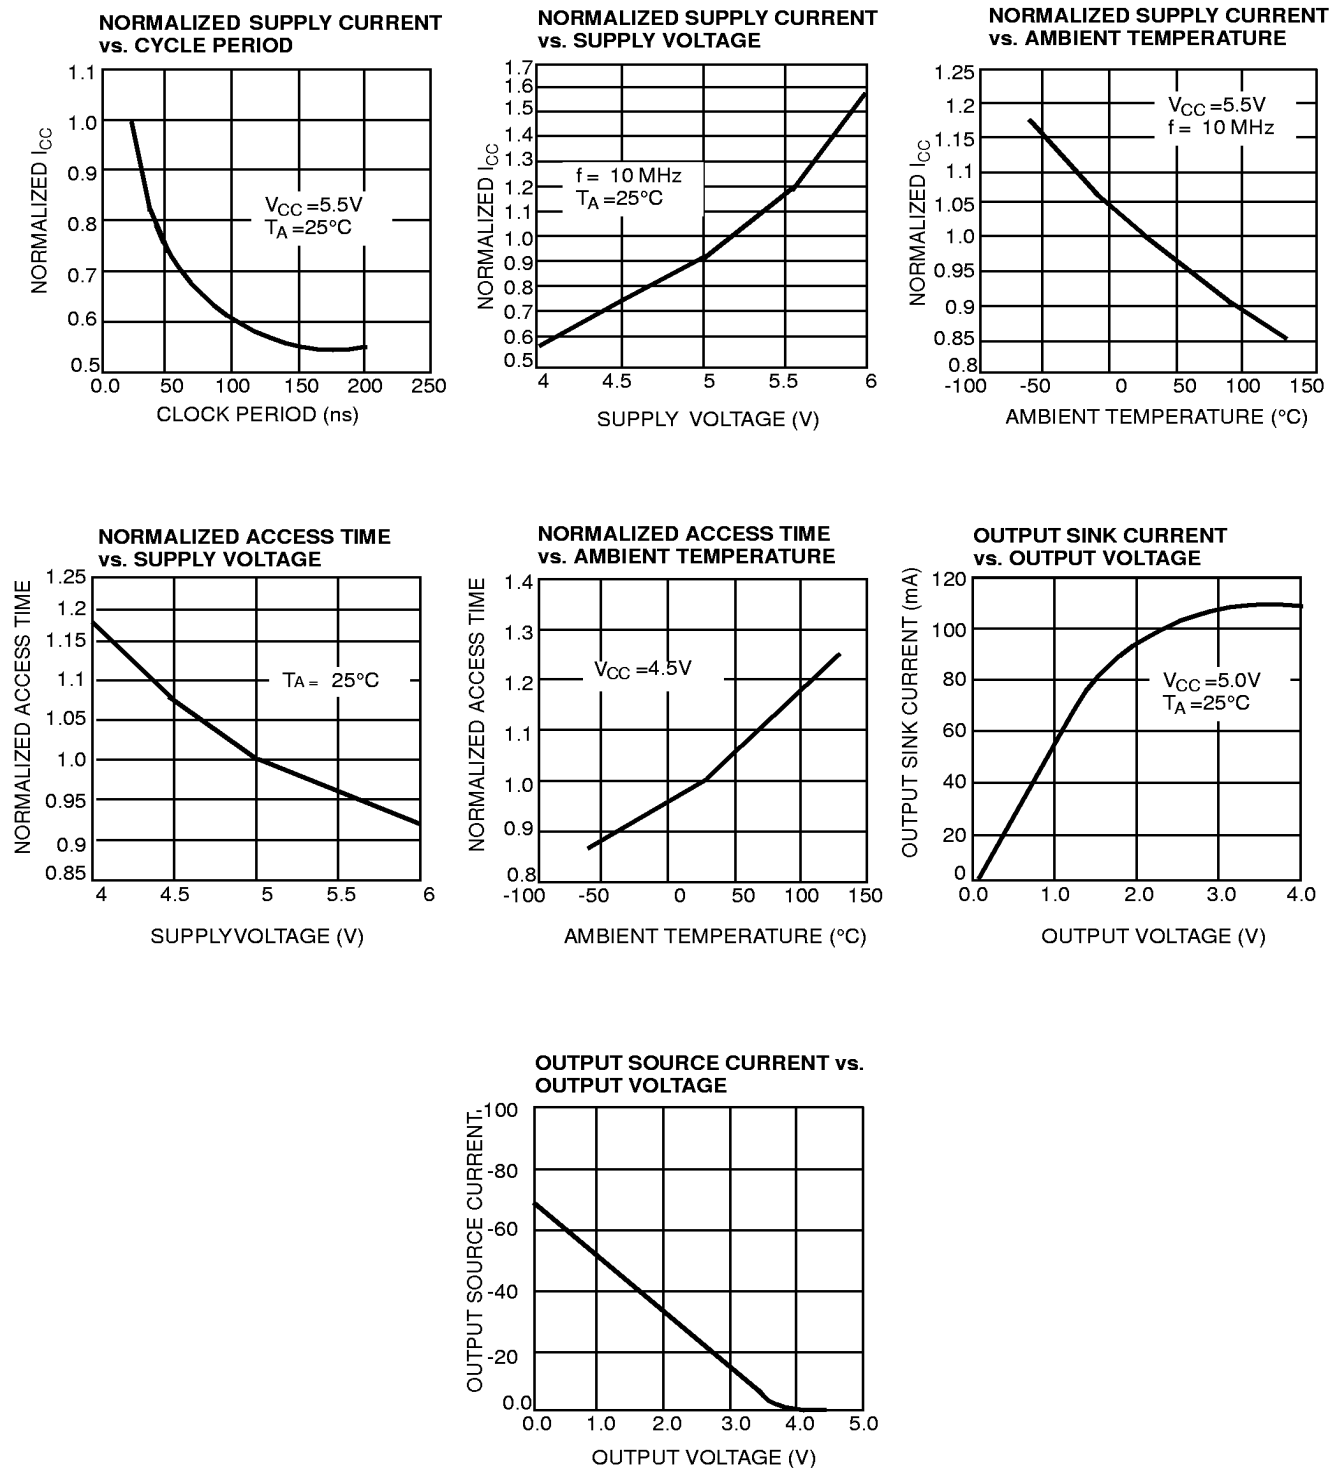 NORMALIZED SUPPLY CURRENT
vs. CYCLE PERIOD
NORMALIZED ICC
1.1
1.0
0.9
0.8
0.7
0.6
0.5
VCC =5.5V
TA =25°C
0.0 50 100 150 200 250
CLOCK PERIOD (ns)
NORMALIZED SUPPLY CURRENT
vs. SUPPLY VOLTAGE
NORMALIZED ICC
1.7
1.6
1.5
1.4
1.3
1.2
1.1
1.0
0.9
0.8
0.7
0.6
0.5
f = 10 MHz
TA =25°C
4 4.5 5 5.5 6
SUPPLY VOLTAGE (V)
NORMALIZED SUPPLY CURRENT
vs. AMBIENT TEMPERATURE
NORMALIZED ICC
1.25
1.2
1.15
1.1
1.05
1.0
0.95
0.9
0.85
0.8
VCC =5.5V
f = 10 MHz
-100 -50 0 50 100 150
AMBIENT TEMPERATURE (°C)
NORMALIZED ACCESS TIME
vs. SUPPLY VOLTAGE
NORMALIZED ACCESS TIME
1.25
1.2
1.15
1.1
1.05
1.0
0.95
0.9
0.85
TA = 25°C
4 4.5 5 5.5 6
SUPPLYVOLTAGE (V)
NORMALIZED ACCESS TIME
vs. AMBIENT TEMPERATURE
NORMALIZED ACCESS TIME
1.4
1.3
1.2
1.1
1.0
0.9
0.8
VCC =4.5V
-100 -50 0 50 100 150
AMBIENT TEMPERATURE (°C)
OUTPUT SINK CURRENT
vs. OUTPUT VOLTAGE
OUTPUT SINK CURRENT (mA)
120
100
80
60
40
20
0
VCC =5.0V
TA =25°C
0.0 1.0 2.0 3.0 4.0
OUTPUT VOLTAGE (V)
OUTPUT SOURCE CURRENT vs.
OUTPUT VOLTAGE
OUTPUT SOURCE CURRENT
-100
-80
-60
-40
-20
0.0
0.0 1.0 2.0 3.0 4.0 5.0
OUTPUT VOLTAGE (V)